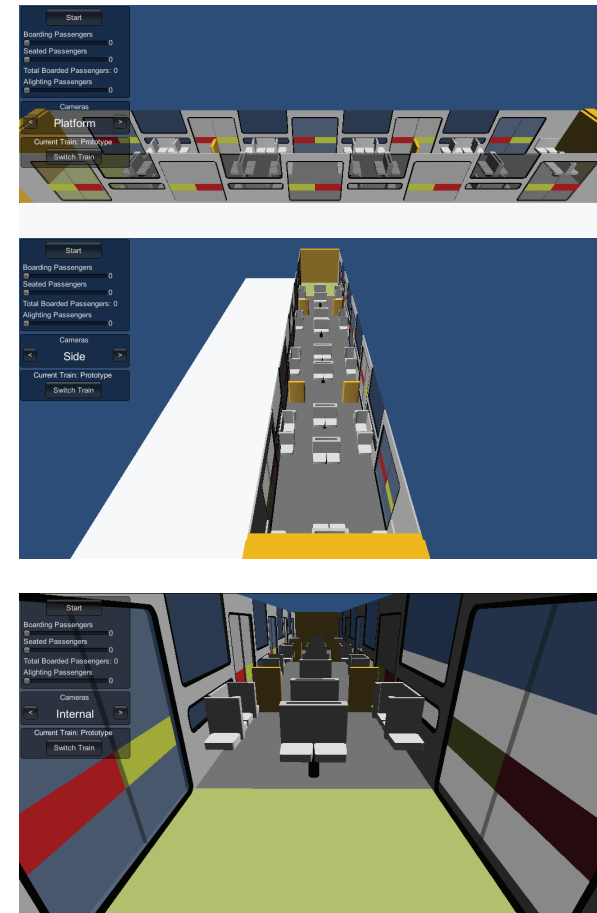 Start
Boarding Passengers
0
Seated Passengers
0
Total Boarded Passengers: 0
Alighting Passengers
0
Cameras
< Platform >
Current Train: Prototype
Switch Train
Start
Boarding Passengers
0
Seated Passengers
0
Total Boarded Passengers: 0
Alighting Passengers
0
Cameras
< Side >
Current Train: Prototype
Switch Train
Start
Boarding Passengers
0
Seated Passengers
0
Total Boarded Passengers: 0
Alighting Passengers
0
Cameras
< Internal >
Current Train: Prototype
Switch Train